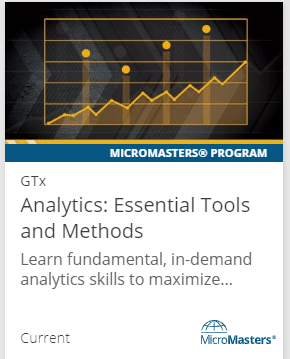 MICROMASTERS® PROGRAM
GTx
Analytics: Essential Tools
and Methods
Learn fundamental, in-demand
analytics skills to maximize...
Current
MicroMasters®